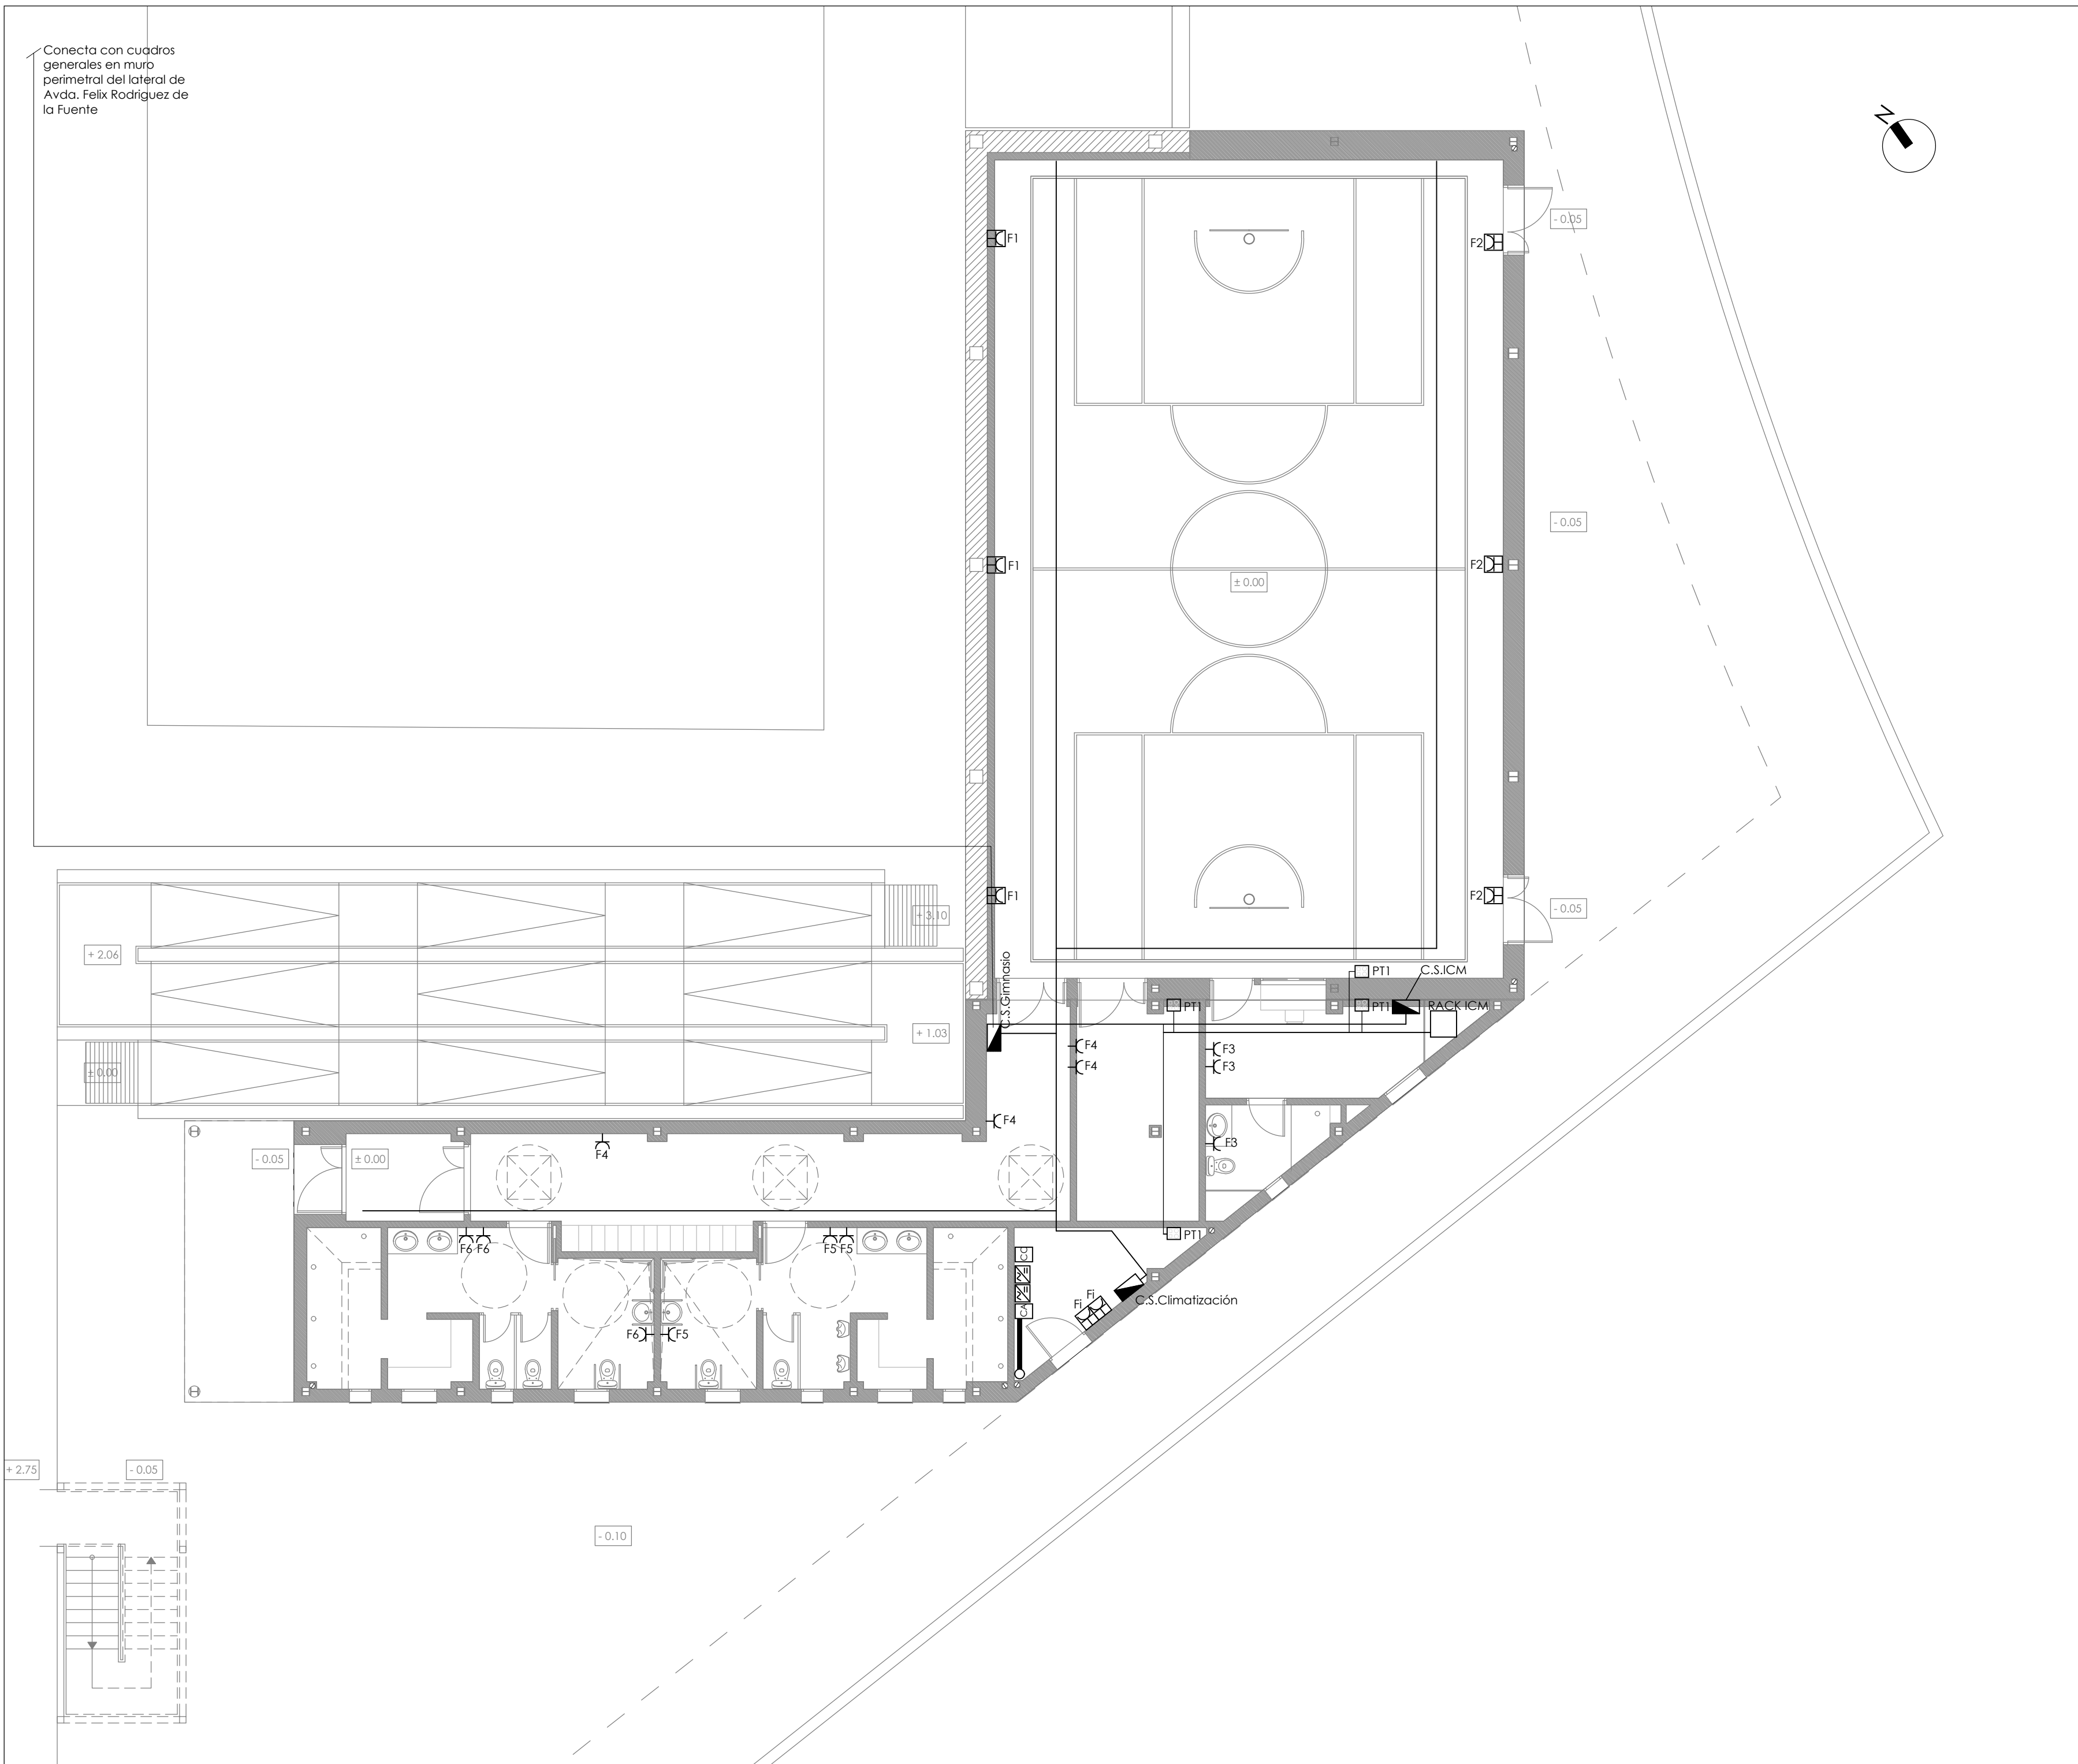 Conecta con cuadros
generales en muro
perimetral del lateral de
Avda. Felix Rodriguez de
la Fuente
N
- 0.05
F1
F2
- 0.05
F1
F2
± 0.00
F1
F2
- 0.05
+ 3.10
+ 2.06
C.S.Gimnasio
PT1
C.S.ICM
PT1
PT1
RACK ICM
+ 1.03
F4
F3
F4
F3
± 0.00
F4
F3
F4
- 0.05
± 0.00
PT1
F6
F6
F5
F5
CC
CA
Fi
Fi
C.S.Climatización
F6
F5
+ 2.75
- 0.05
- 0.10